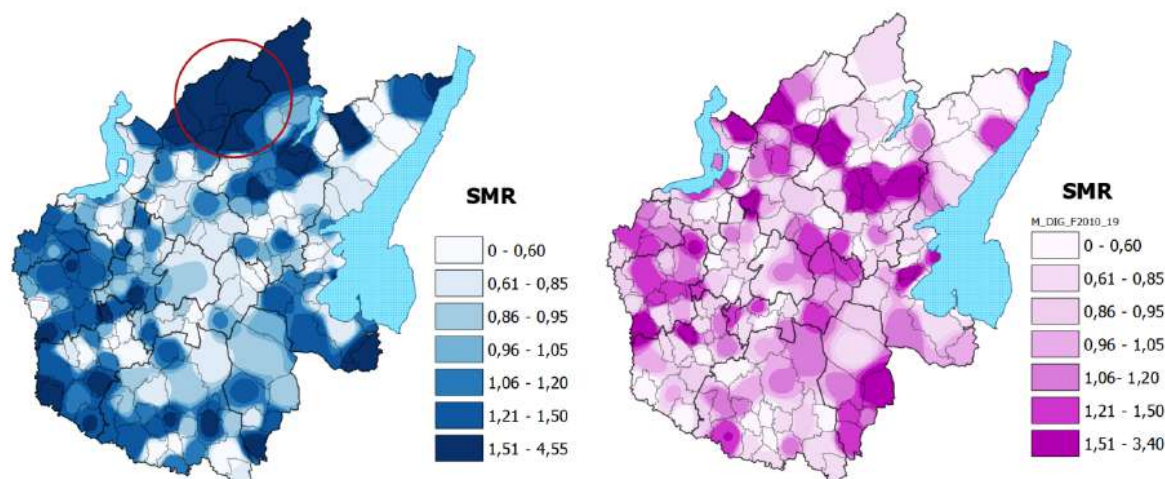 SMR
0 - 0,60
0,61 - 0,85
0,86 - 0,95
0,96 - 1,05
1,06 - 1,20
1,21 - 1,50
1,51 - 4,55
SMR
M_DIG_F2010_19
0 - 0,60
0,61 - 0,85
0,86 - 0,95
0,96 - 1,05
1,06- 1,20
1,21 - 1,50
1,51 - 3,40